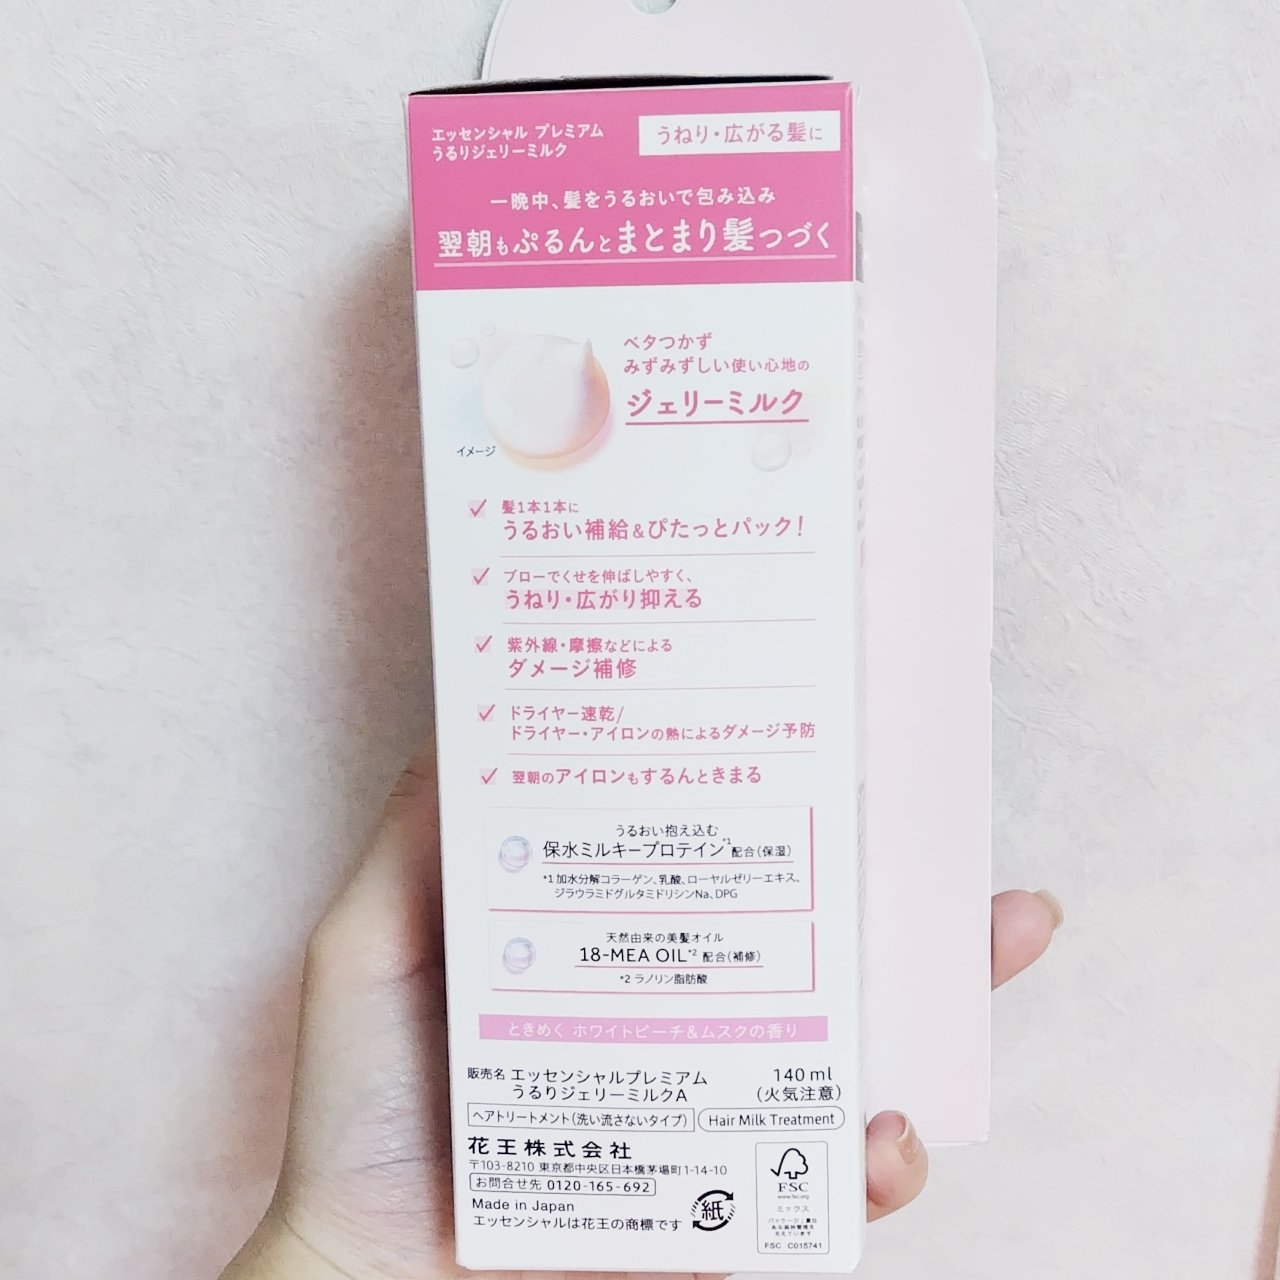 エッセンシャル プレミアム
うるりジェリーミルク
うねり・広がる髪に
一晩中、髪をうるおいで包み込み
翌朝もぷるんとまとまり髪つづく
ベタつかず
みずみずしい使い心地の
ジェリーミルク
イメージ
髪1本1本に
うるおい補給&ぴたっとパック!
ブローでくせを伸ばしやすく、
うねり・広がり抑える
紫外線・摩擦などによる
ダメージ補修
ドライヤー速乾/
ドライヤー・アイロンの熱によるダメージ予防
翌朝のアイロンもするんときまる
うるおい抱え込む
保水ミルキープロテイン*1 配合(保湿)
*1 加水分解コラーゲン、乳酸、ローヤルゼリーエキス、
ジラウラミドグルタミドリシンNa、DPG
天然由来の美髪オイル
18-MEA OIL*2 配合(補修)
*2 ラノリン脂肪酸
ときめく ホワイトピーチ&ムスクの香り
販売名 エッセンシャルプレミアム
うるりジェリーミルクA
140 ml
(火気注意)
ヘアトリートメント(洗い流さないタイプ)
Hair Milk Treatment
花王株式会社
〒103-8210 東京都中央区日本橋茅場町1-14-10
お問合せ先 0120-165-692
Made in Japan
エッセンシャルは花王の商標です
紙
FSC
www.fsc.org
ミックス
パッケージ | 責任
ある森林管理を
支えています
FSC C015741